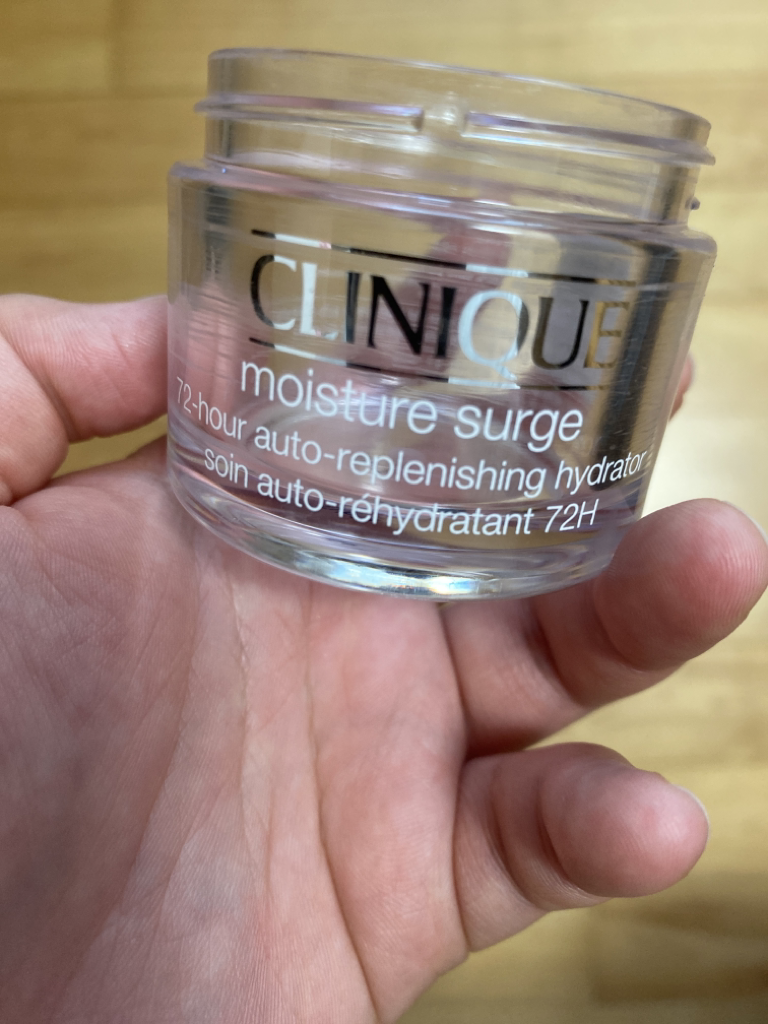 CLINIQUE
moisture surge
72-hour auto-replenishing hydrator
soin auto-réhydratant 72H